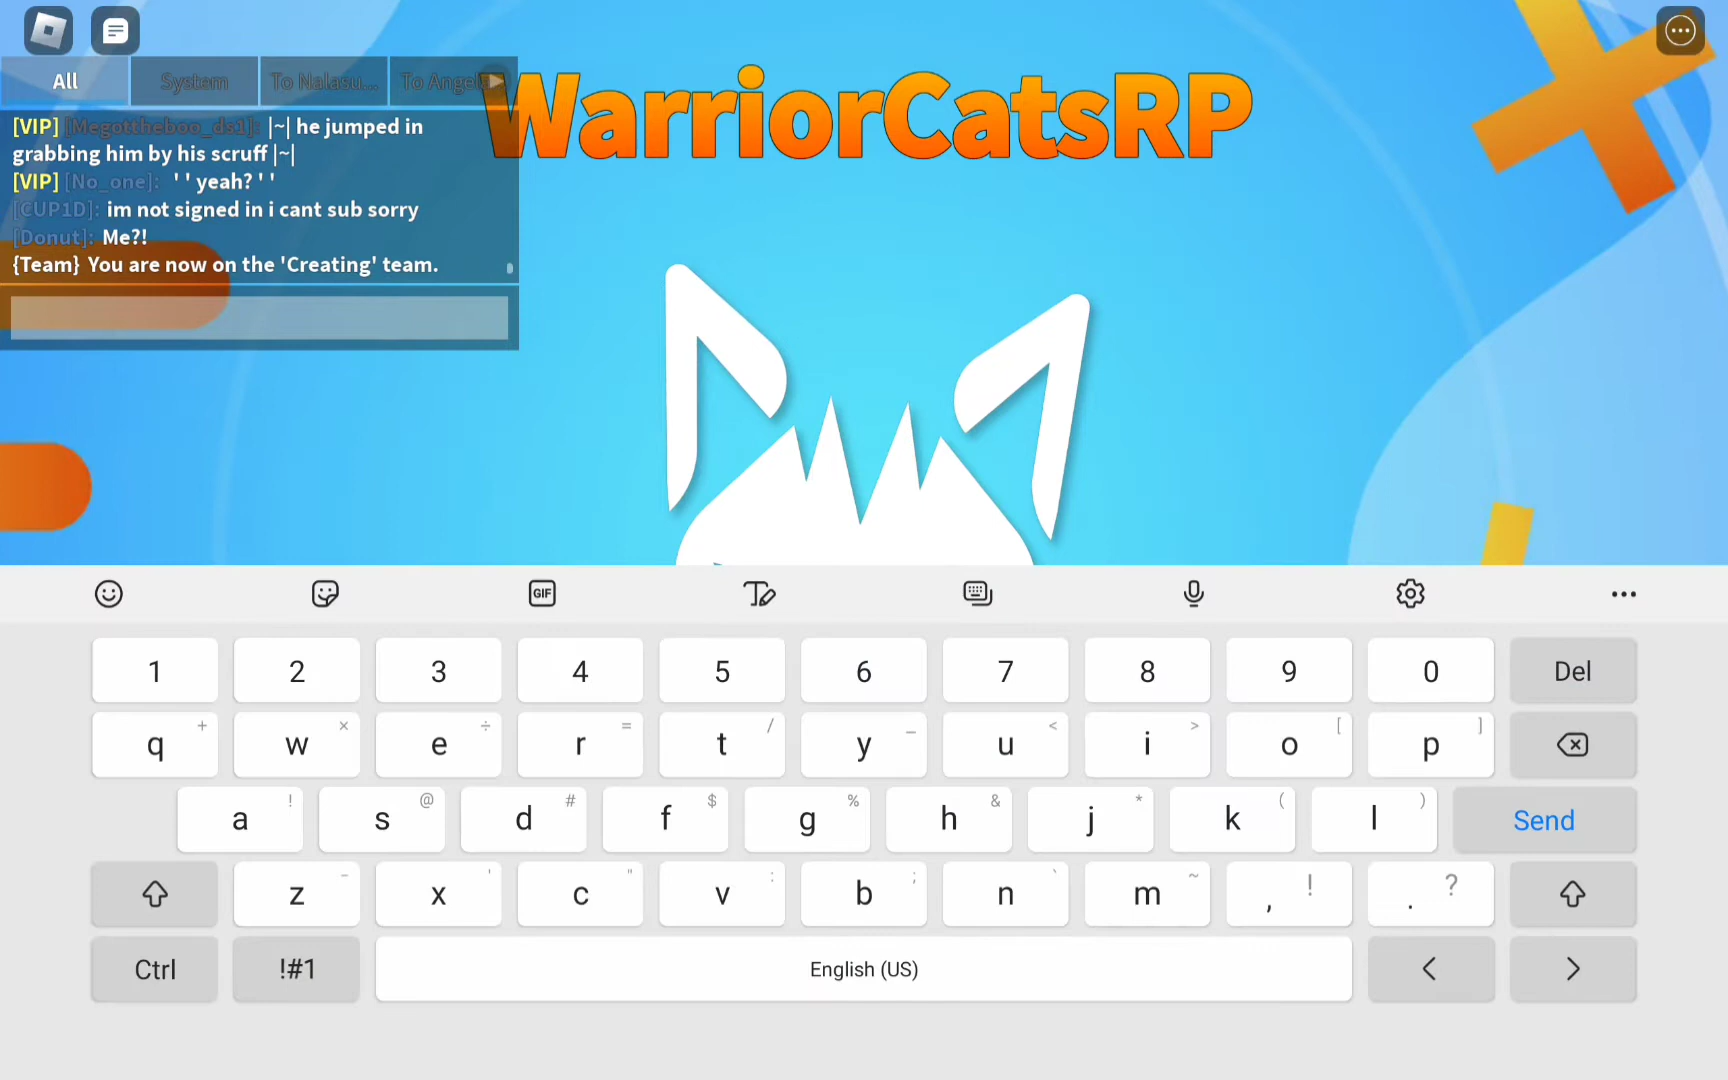 All System To Nalasu... To Angel
WarriorCatsRP
[VIP] [Megottheboo_ds1]: |~| he jumped in
grabbing him by his scruff |~|
[VIP] [No_one]: ' ' yeah? ' '
[CUP1D]: im not signed in i cant sub sorry
[Donut]: Me?!
{Team} You are now on the 'Creating' team.
GIF
1 2 3 4 5 6 7 8 9 0 Del
q + w × e ÷ r = t / y _ u < i > o [ p ]
a ! s @ d # f $ g % h & j * k ( l ) Send
z - x ' c " v : b ; n ` m ~ , ! . ?
Ctrl !#1 English (US) < >